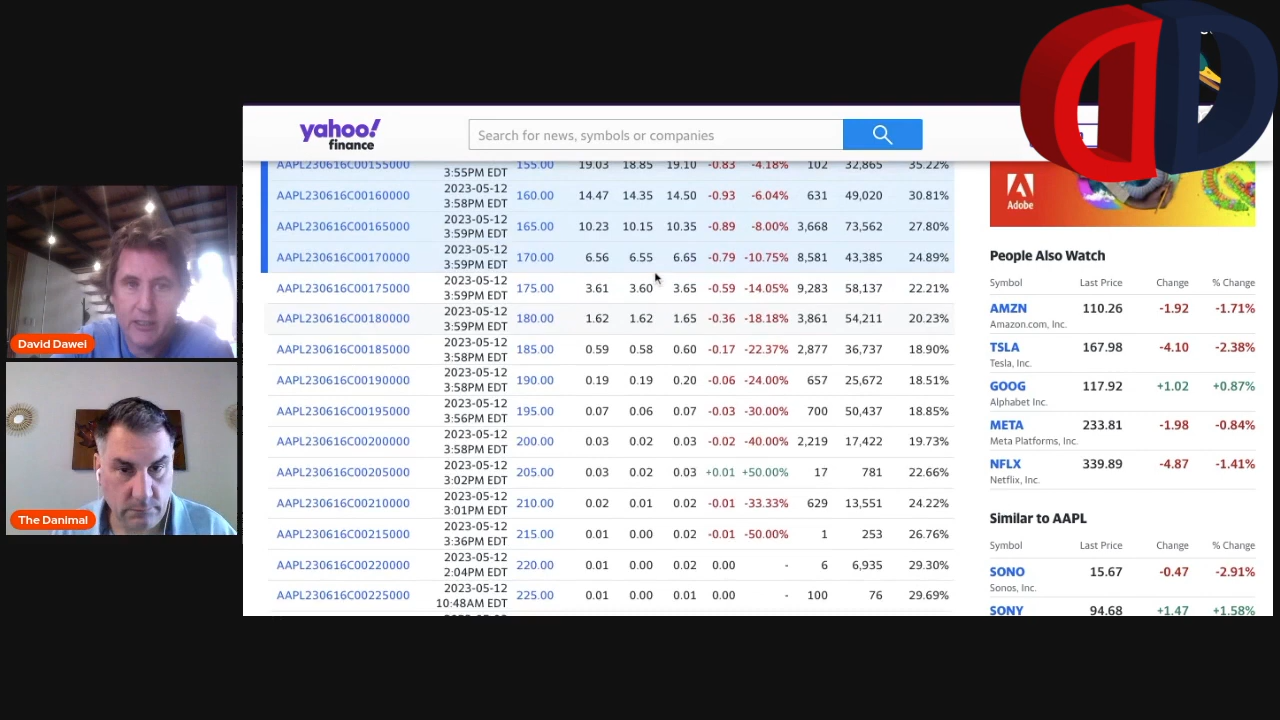 yahoo!
finance
Search for news, symbols or companies
AAPL230616C00155000 3:55PM EDT 155.00 19.03 18.85 19.10 -0.83 -4.18% 102 32,865 35.22%
AAPL230616C00160000 2023-05-12 3:58PM EDT 160.00 14.47 14.35 14.50 -0.93 -6.04% 631 49,020 30.81%
AAPL230616C00165000 2023-05-12 3:59PM EDT 165.00 10.23 10.15 10.35 -0.89 -8.00% 3,668 73,562 27.80%
AAPL230616C00170000 2023-05-12 3:59PM EDT 170.00 6.56 6.55 6.65 -0.79 -10.75% 8,581 43,385 24.89%
AAPL230616C00175000 2023-05-12 3:59PM EDT 175.00 3.61 3.60 3.65 -0.59 -14.05% 9,283 58,137 22.21%
AAPL230616C00180000 2023-05-12 3:59PM EDT 180.00 1.62 1.62 1.65 -0.36 -18.18% 3,861 54,211 20.23%
AAPL230616C00185000 2023-05-12 3:58PM EDT 185.00 0.59 0.58 0.60 -0.17 -22.37% 2,877 36,737 18.90%
AAPL230616C00190000 2023-05-12 3:58PM EDT 190.00 0.19 0.19 0.20 -0.06 -24.00% 657 25,672 18.51%
AAPL230616C00195000 2023-05-12 3:56PM EDT 195.00 0.07 0.06 0.07 -0.03 -30.00% 700 50,437 18.85%
AAPL230616C00200000 2023-05-12 3:58PM EDT 200.00 0.03 0.02 0.03 -0.02 -40.00% 2,219 17,422 19.73%
AAPL230616C00205000 2023-05-12 3:02PM EDT 205.00 0.03 0.02 0.03 +0.01 +50.00% 17 781 22.66%
AAPL230616C00210000 2023-05-12 3:01PM EDT 210.00 0.02 0.01 0.02 -0.01 -33.33% 629 13,551 24.22%
AAPL230616C00215000 2023-05-12 3:36PM EDT 215.00 0.01 0.00 0.02 -0.01 -50.00% 1 253 26.76%
AAPL230616C00220000 2023-05-12 2:04PM EDT 220.00 0.01 0.00 0.02 0.00 - 6 6,935 29.30%
AAPL230616C00225000 2023-05-12 10:48AM EDT 225.00 0.01 0.00 0.01 0.00 - 100 76 29.69%
Adobe
People Also Watch
Symbol Last Price Change % Change
AMZN 110.26 -1.92 -1.71%
Amazon.com, Inc.
TSLA 167.98 -4.10 -2.38%
Tesla, Inc.
GOOG 117.92 +1.02 +0.87%
Alphabet Inc.
META 233.81 -1.98 -0.84%
Meta Platforms, Inc.
NFLX 339.89 -4.87 -1.41%
Netflix, Inc.
Similar to AAPL
Symbol Last Price Change % Change
SONO 15.67 -0.47 -2.91%
Sonos, Inc.
SONY 94.68 +1.47 +1.58%
David Dawei
The Danimal
DD